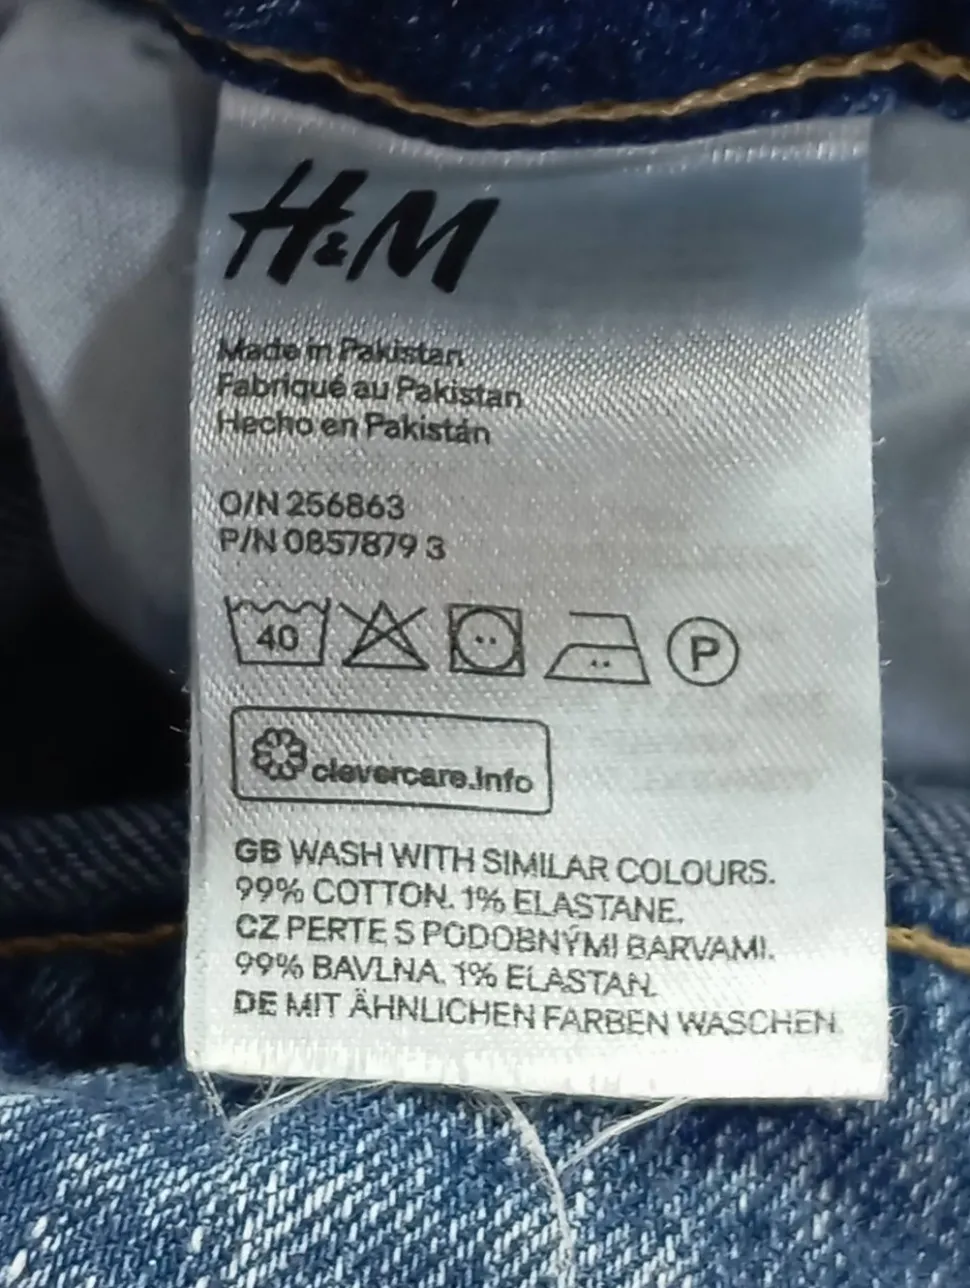 H&M
Made in Pakistan
Fabriqué au Pakistan
Hecho en Pakistán
O/N 256863
P/N 0857879 3
40
P
clevercare.info
GB WASH WITH SIMILAR COLOURS.
99% COTTON. 1% ELASTANE.
CZ PERTE S PODOBNÝMI BARVAMI.
99% BAVLNA. 1% ELASTAN.
DE MIT ÄHNLICHEN FARBEN WASCHEN.